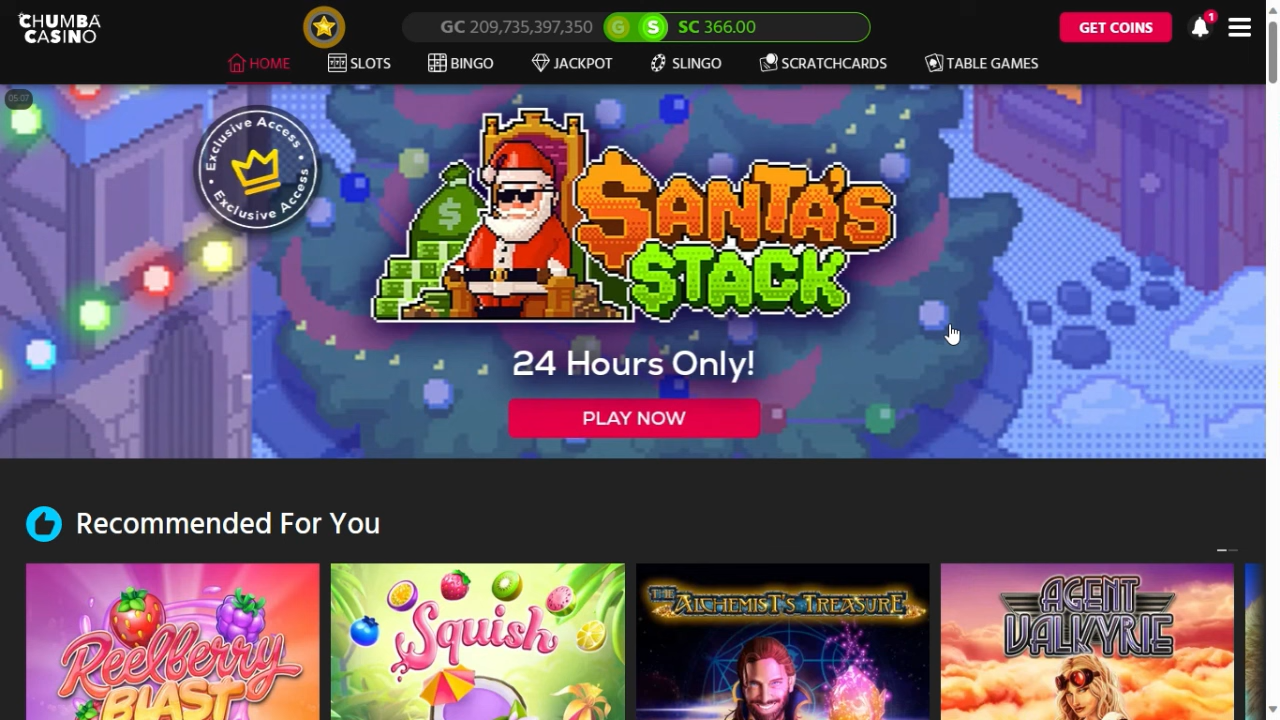 CHUMBA
CASINO
GC 209,735,397,350
G
S
SC 366.00
GET COINS
1
HOME
SLOTS
BINGO
JACKPOT
SLINGO
SCRATCHCARDS
TABLE GAMES
05:07
Exclusive Access
Exclusive Access
$
SANTA'S
STACK
24 Hours Only!
PLAY NOW
Recommended For You
Reelberry
BLAST
Squish
THE ALCHEMIST'S TREASURE
AGENT
VALKYRIE